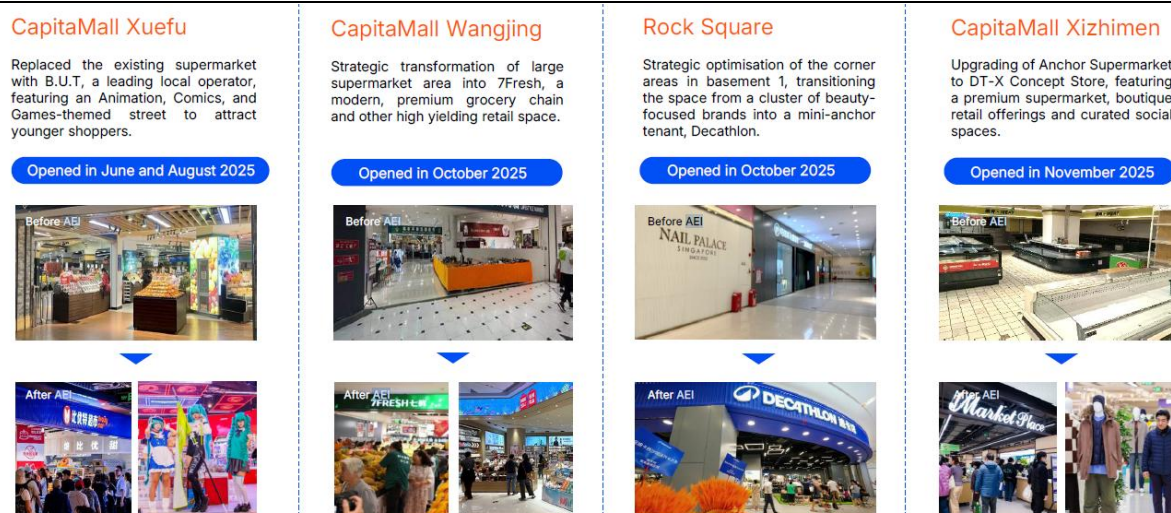 CapitaMall Xuefu
Replaced the existing supermarket
with B.U.T, a leading local operator,
featuring an Animation, Comics, and
Games-themed street to attract
younger shoppers.
Opened in June and August 2025
Before AEI
After AEI
CapitaMall Wangjing
Strategic transformation of large
supermarket area into 7Fresh, a
modern, premium grocery chain
and other high yielding retail space.
Opened in October 2025
Before AEI
After AEI
7FRESH 七鲜
Rock Square
Strategic optimisation of the corner
areas in basement 1, transitioning
the space from a cluster of beauty-
focused brands into a mini-anchor
tenant, Decathlon.
Opened in October 2025
Before AEI
NAIL PALACE
SINGAPORE
After AEI
DECATHLON
CapitaMall Xizhimen
Upgrading of Anchor Supermarket
to DT-X Concept Store, featuring
a premium supermarket, boutique
retail offerings and curated social
spaces.
Opened in November 2025
Before AEI
After AEI
Market Place